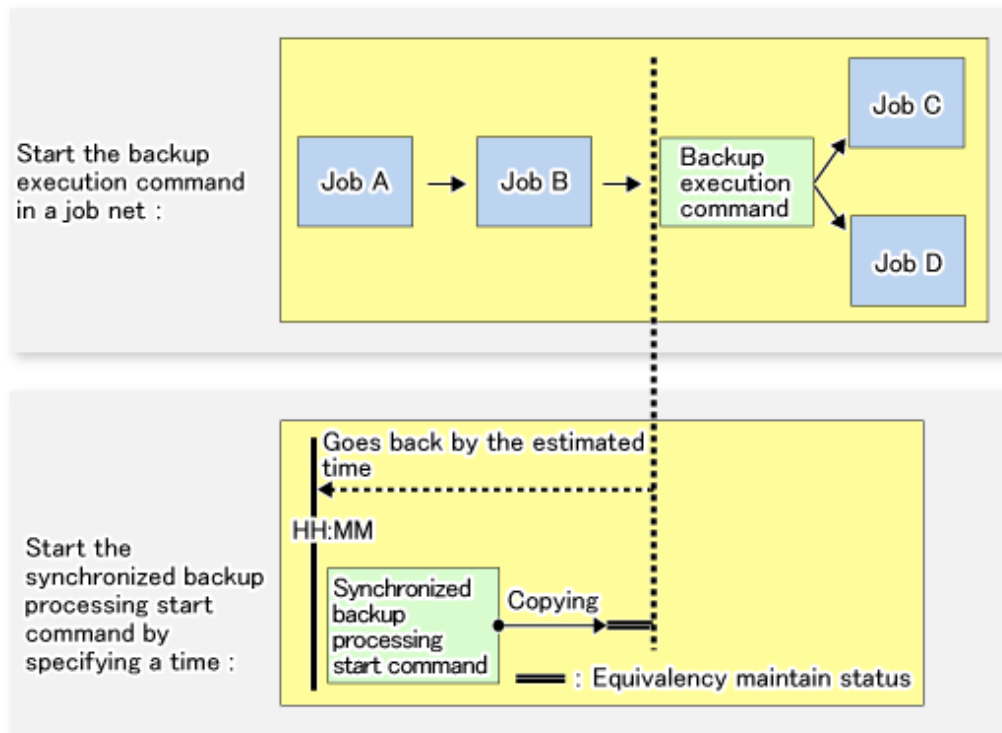 Start the backup
execution command
in a job net :
Job A
Job B
Backup
execution
command
Job C
Job D
Start the
synchronized backup
processing start
command by
specifying a time :
Goes back by the estimated
time
HH:MM
Synchronized
backup
processing
start command
Copying
: Equivalency maintain status